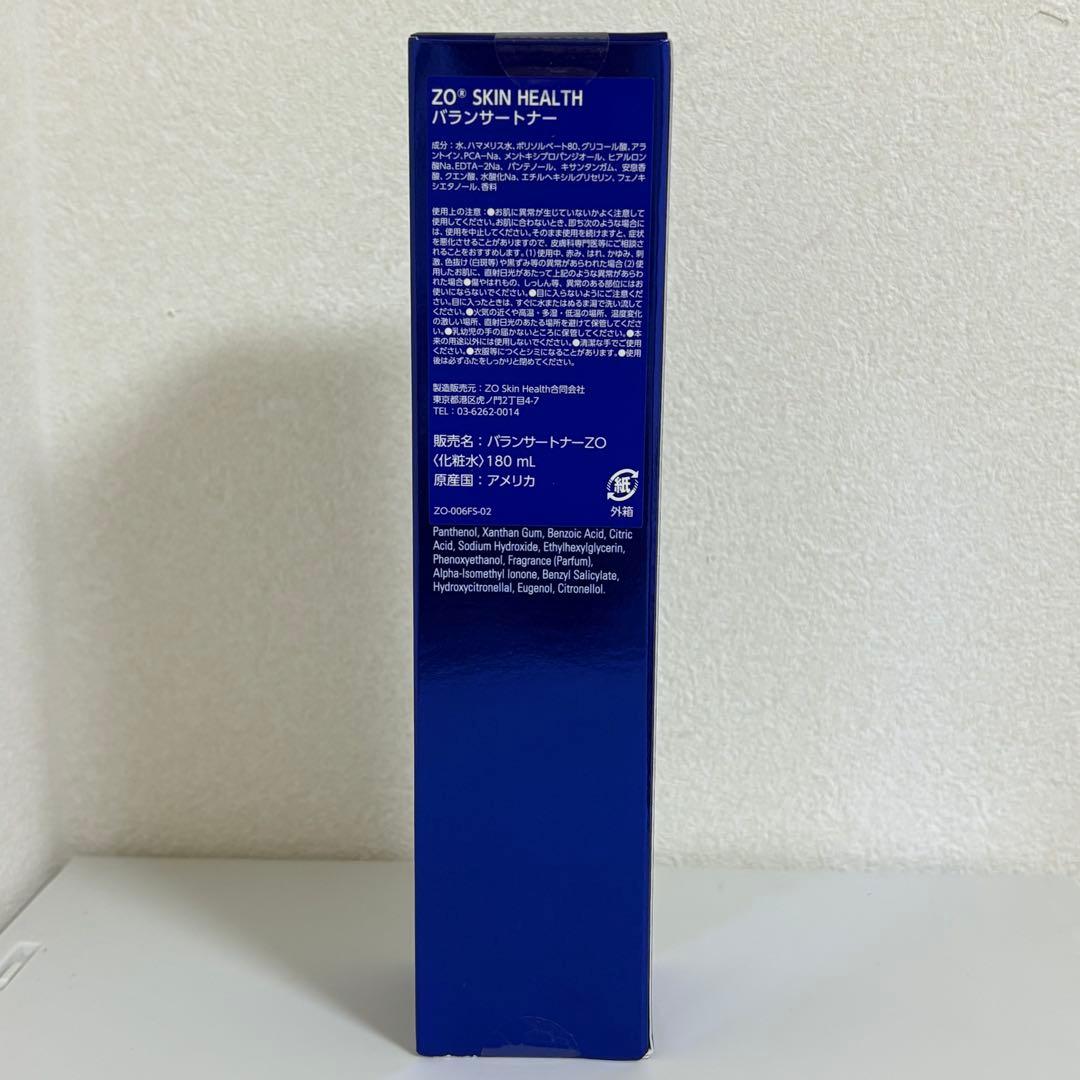 ZO® SKIN HEALTH
バランサートナー
成分：水、ハマメリス水、ポリソルベート80、グリコール酸、アラ
ントイン、PCA-Na、メントキシプロパンジオール、ヒアルロン
酸Na、EDTA-2Na、パンテノール、キサンタンガム、安息香
酸、クエン酸、水酸化Na、エチルヘキシルグリセリン、フェノキ
シエタノール、香料
使用上の注意：●お肌に異常が生じていないかよく注意して
使用してください。お肌に合わないとき、即ち次のような場合に
は、使用を中止してください。そのまま使用を続けますと、症状
を悪化させることがありますので、皮膚科専門医等にご相談さ
れることをおすすめします。(1)使用中、赤み、はれ、かゆみ、刺
激、色抜け(白斑等)や黒ずみ等の異常があらわれた場合(2)使
用したお肌に、直射日光があたって上記のような異常があらわ
れた場合●傷やはれもの、しっしん等、異常のある部位にはお
使いにならないでください。●目に入らないようにご注意くだ
さい。目に入ったときは、すぐに水またはぬるま湯で洗い流して
ください。●火気の近くや高温・多湿・低温の場所、温度変化
の激しい場所、直射日光のあたる場所を避けて保管してくださ
い。●乳幼児の手の届かないところに保管してください。●本
来の用途以外には使用しないでください。●清潔な手でご使用
ください。●衣服等につくとシミになることがあります。●使用
後は必ずふたをしっかりと閉めてください。
製造販売元：ZO Skin Health合同会社
東京都港区虎ノ門2丁目4-7
TEL：03-6262-0014
販売名：バランサートナーZO
〈化粧水〉180 mL
原産国：アメリカ
紙
外箱
ZO-006FS-02
Panthenol, Xanthan Gum, Benzoic Acid, Citric
Acid, Sodium Hydroxide, Ethylhexylglycerin,
Phenoxyethanol, Fragrance (Parfum),
Alpha-Isomethyl Ionone, Benzyl Salicylate,
Hydroxycitronellal, Eugenol, Citronellol.